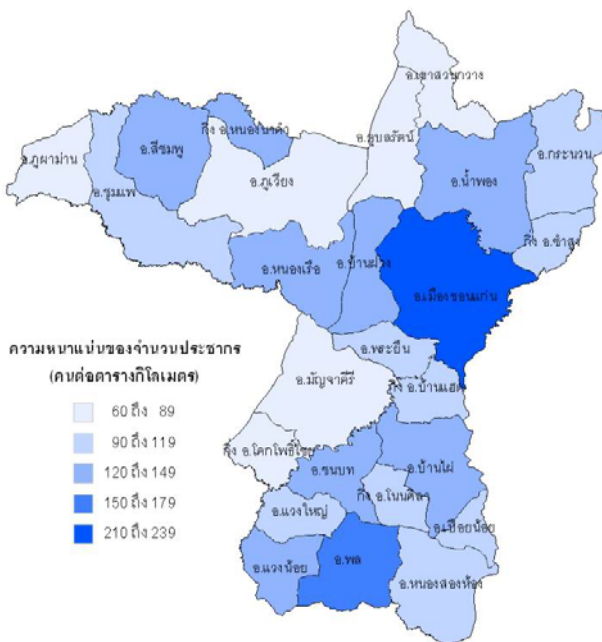 อ.เขาสวนกวาง
กิ่ง อ.หนองนาคำ
อ.อุบลรัตน์
อ.กระนวน
อ.ภูผาม่าน
อ.สีชมพู
อ.ชุมแพ
อ.ภูเวียง
อ.น้ำพอง
กิ่ง อ.ซำสูง
อ.หนองเรือ
อ.บ้านฝาง
อ.เมืองขอนแก่น
ความหนาแน่นของจำนวนประชากร
(คนต่อตารางกิโลเมตร)
60 ถึง 89
90 ถึง 119
120 ถึง 149
150 ถึง 179
210 ถึง 239
อ.พระยืน
อ.มัญจาคีรี
กิ่ง อ.บ้านแฮด
กิ่ง อ.โคกโพธิ์ไชย
อ.ชนบท
อ.บ้านไผ่
กิ่ง อ.โนนศิลา
อ.แวงใหญ่
อ.เปือยน้อย
อ.แวงน้อย
อ.พล
อ.หนองสองห้อง